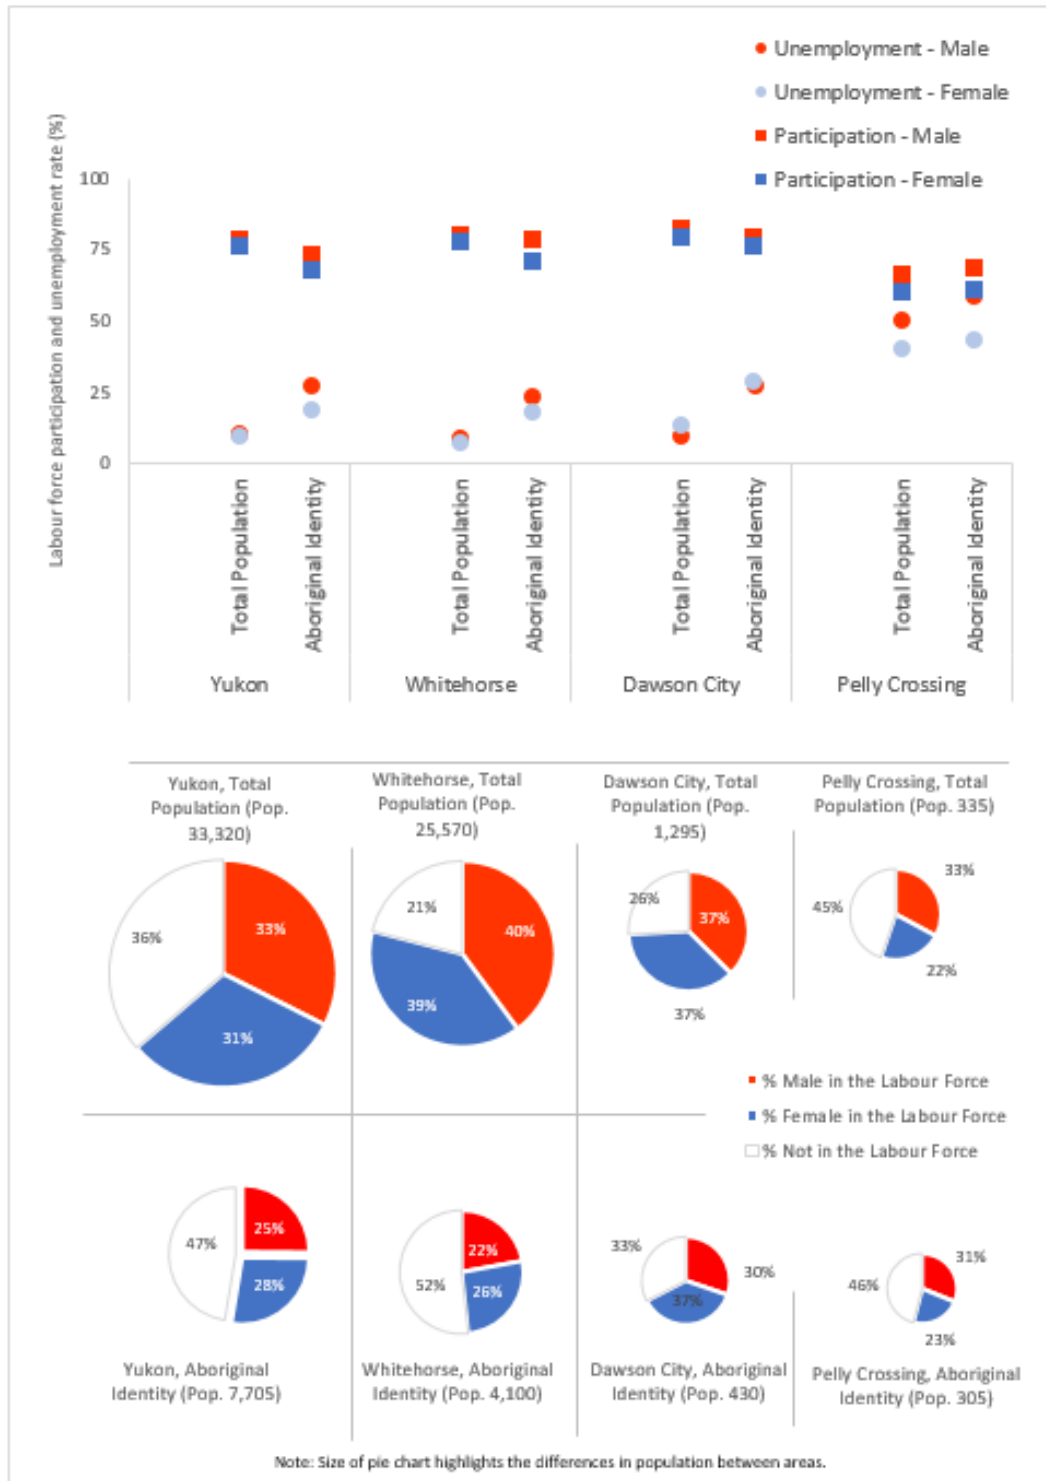 Unemployment - Male
Unemployment - Female
Participation - Male
Participation - Female
Labour force participation and unemployment rate (%)
100
75
50
25
0
Total Population
Aboriginal Identity
Total Population
Aboriginal Identity
Total Population
Aboriginal Identity
Total Population
Aboriginal Identity
Yukon
Whitehorse
Dawson City
Pelly Crossing
Yukon, Total
Population (Pop.
33,320)
36%
33%
31%
Whitehorse, Total
Population (Pop.
25,570)
21%
40%
39%
Dawson City, Total
Population (Pop.
1,295)
26%
37%
37%
Pelly Crossing, Total
Population (Pop. 335)
33%
45%
22%
% Male in the Labour Force
% Female in the Labour Force
% Not in the Labour Force
47%
25%
28%
Yukon, Aboriginal
Identity (Pop. 7,705)
52%
22%
26%
Whitehorse, Aboriginal
Identity (Pop. 4,100)
33%
30%
37%
Dawson City, Aboriginal
Identity (Pop. 430)
31%
46%
23%
Pelly Crossing, Aboriginal
Identity (Pop. 305)
Note: Size of pie chart highlights the differences in population between areas.